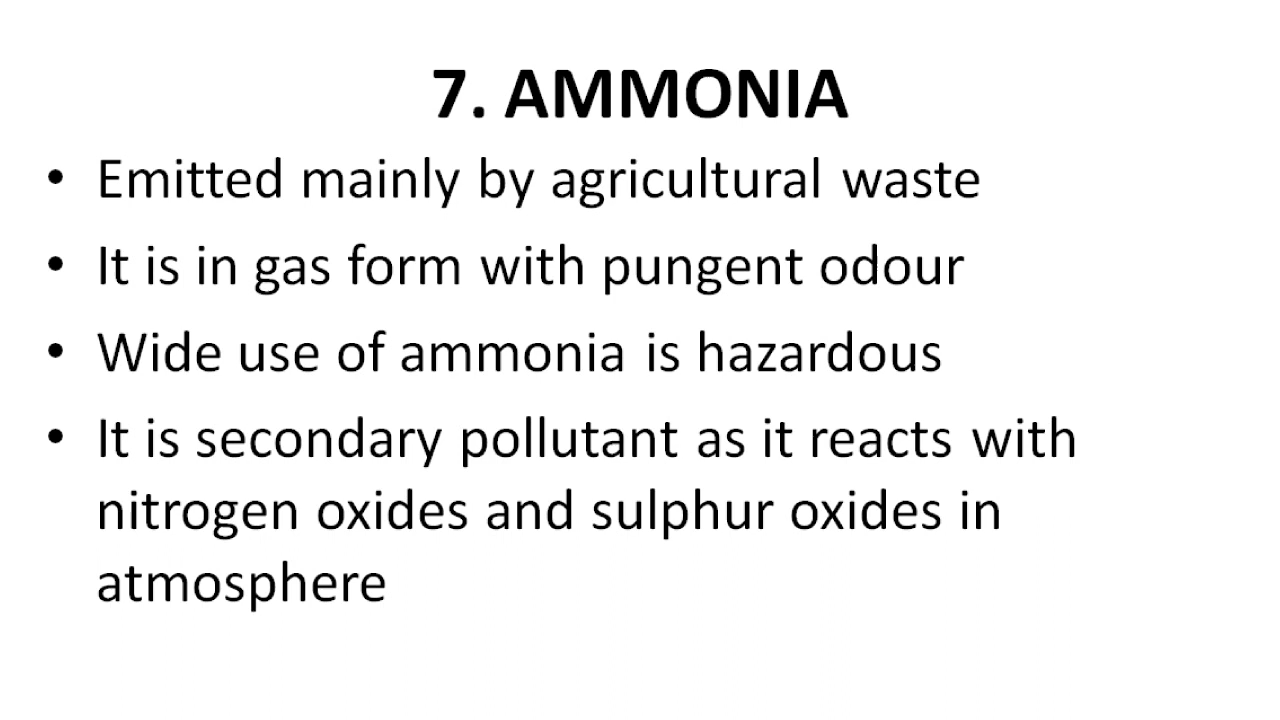 7. AMMONIA
• Emitted mainly by agricultural waste
• It is in gas form with pungent odour
• Wide use of ammonia is hazardous
• It is secondary pollutant as it reacts with
nitrogen oxides and sulphur oxides in
atmosphere